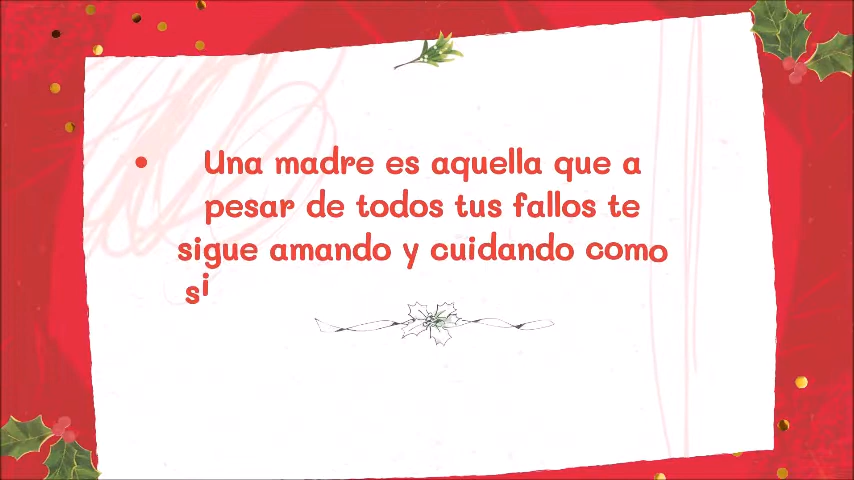 • Una madre es aquella que a
pesar de todos tus fallos te
sigue amando y cuidando como
si